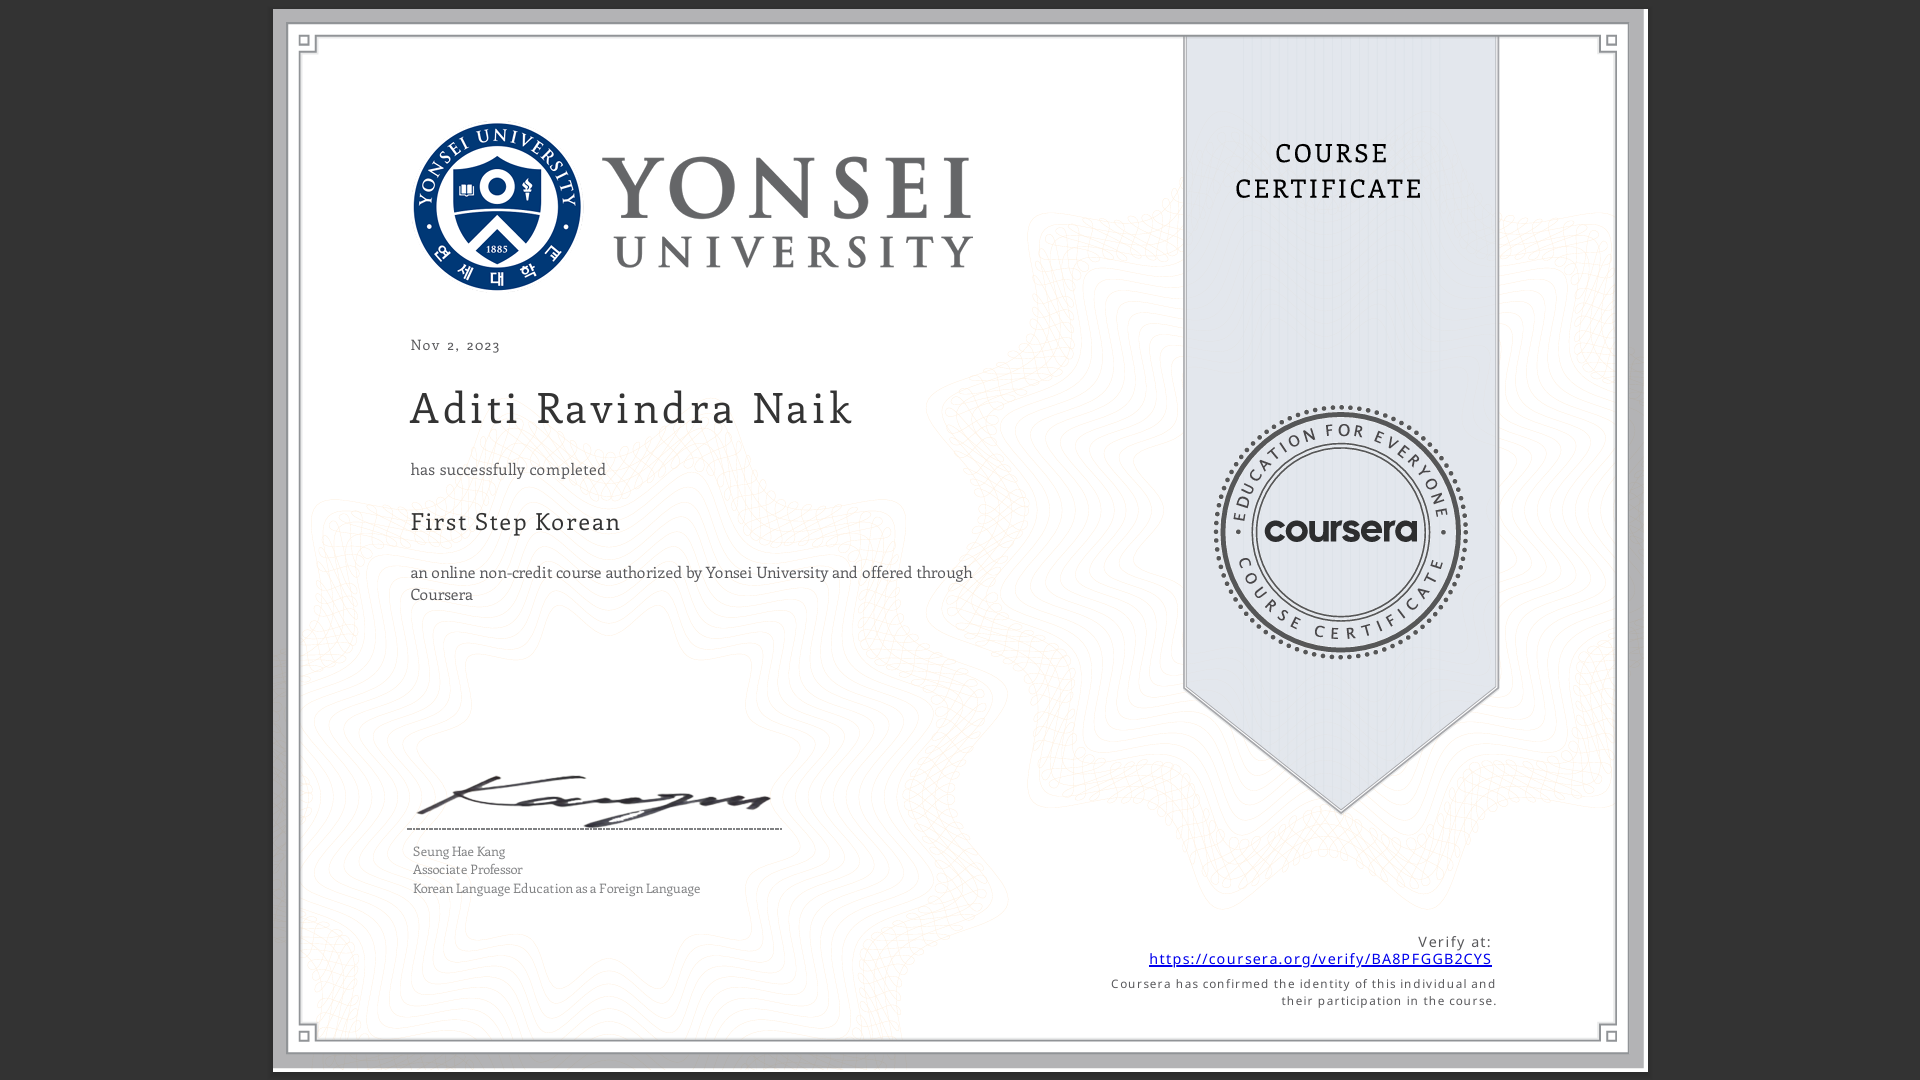 YONSEI UNIVERSITY
1885
연세대학교
YONSEI
UNIVERSITY
Nov 2, 2023
Aditi Ravindra Naik
has successfully completed
First Step Korean
an online non-credit course authorized by Yonsei University and offered through
Coursera
Kangm
Seung Hae Kang
Associate Professor
Korean Language Education as a Foreign Language
COURSE
CERTIFICATE
EDUCATION FOR EVERYONE
coursera
COURSE CERTIFICATE
Verify at:
https://coursera.org/verify/BA8PFGGB2CYS
Coursera has confirmed the identity of this individual and
their participation in the course.